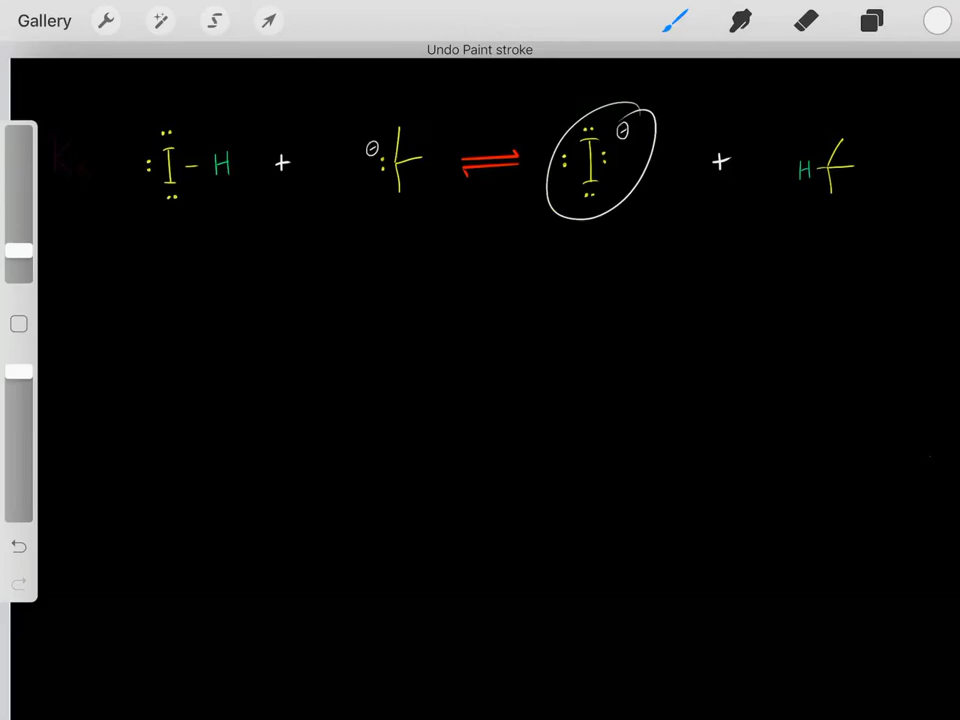 Gallery
Undo Paint stroke
:Ï-H + ⊖: ⇌ :Ï:⊖ + H